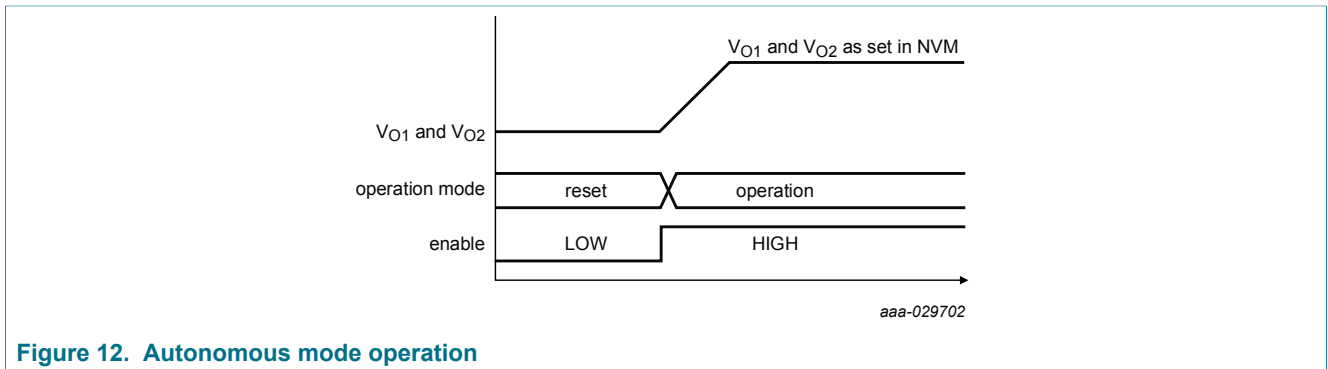 V_O1 and V_O2 as set in NVM
V_O1 and V_O2
operation mode reset operation
enable LOW HIGH
aaa-029702
Figure 12. Autonomous mode operation